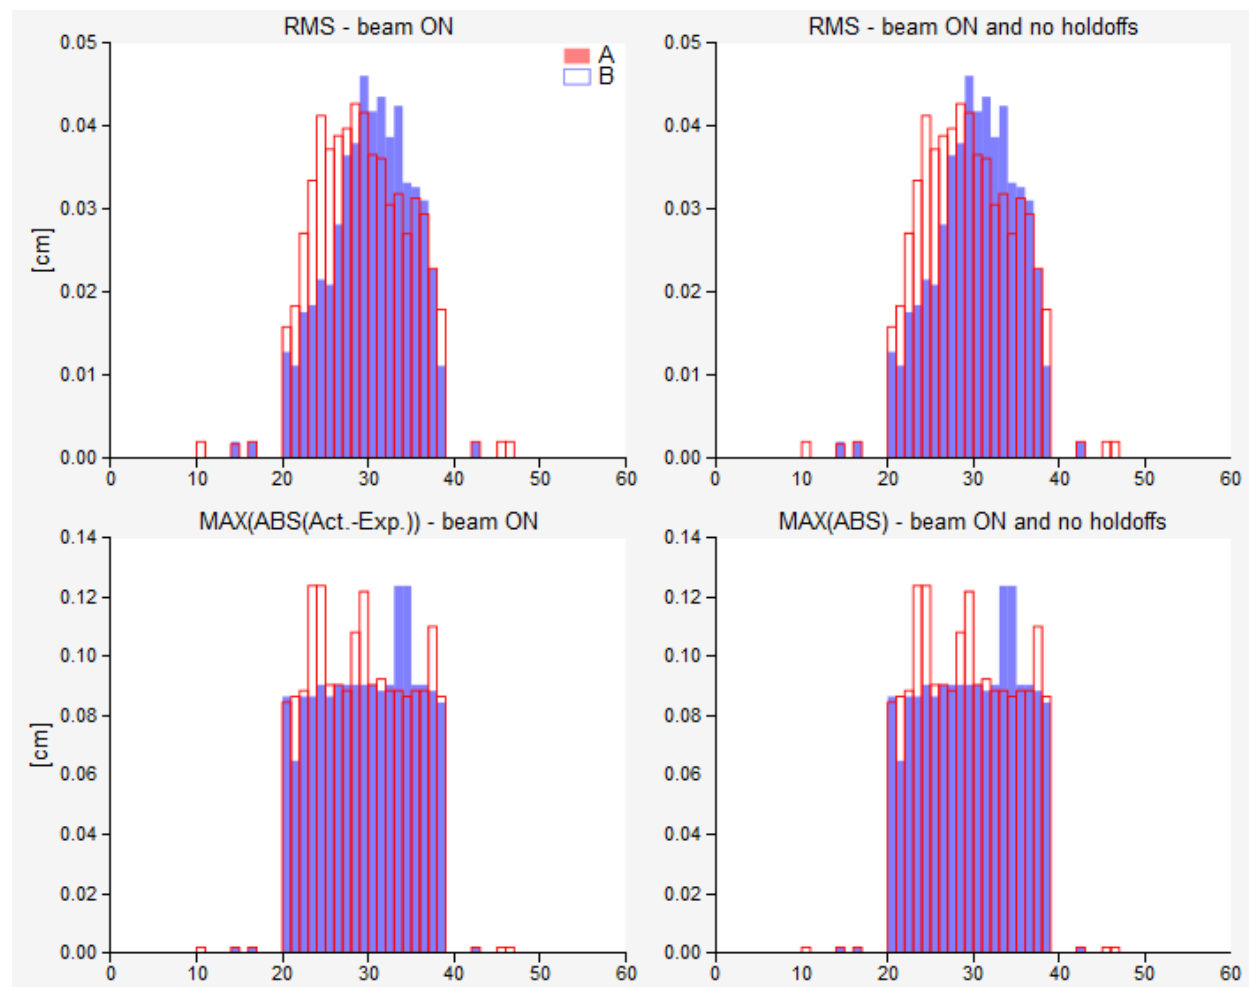 RMS - beam ON
RMS - beam ON and no holdoffs
0.05
0.04
0.03
0.02
0.01
0.00
[cm]
0 10 20 30 40 50 60
A
B
0.05
0.04
0.03
0.02
0.01
0.00
0 10 20 30 40 50 60
MAX(ABS(Act.-Exp.)) - beam ON
MAX(ABS) - beam ON and no holdoffs
0.14
0.12
0.10
0.08
0.06
0.04
0.02
0.00
[cm]
0 10 20 30 40 50 60
0.14
0.12
0.10
0.08
0.06
0.04
0.02
0.00
0 10 20 30 40 50 60